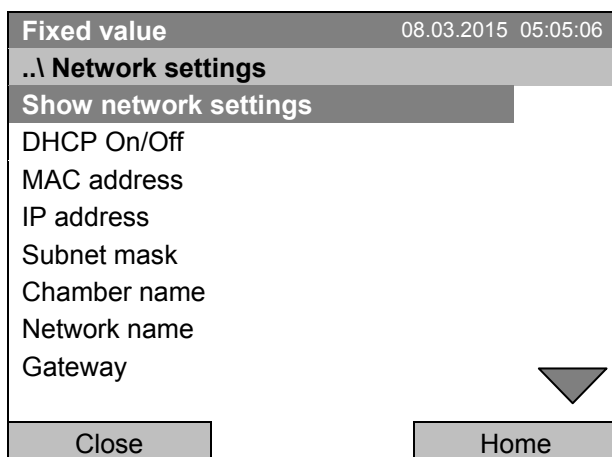 Fixed value 08.03.2015 05:05:06
..\ Network settings
Show network settings
DHCP On/Off
MAC address
IP address
Subnet mask
Chamber name
Network name
Gateway
Close Home